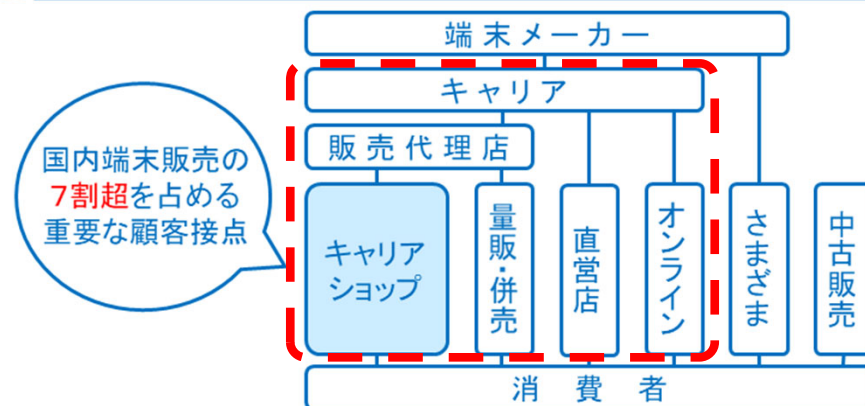 端末メーカー
キャリア
販売代理店
国内端末販売の
7割超を占める
重要な顧客接点
キャリア
ショップ
量販・併売
直営店
オンライン
さまざま
中古販売
消費者